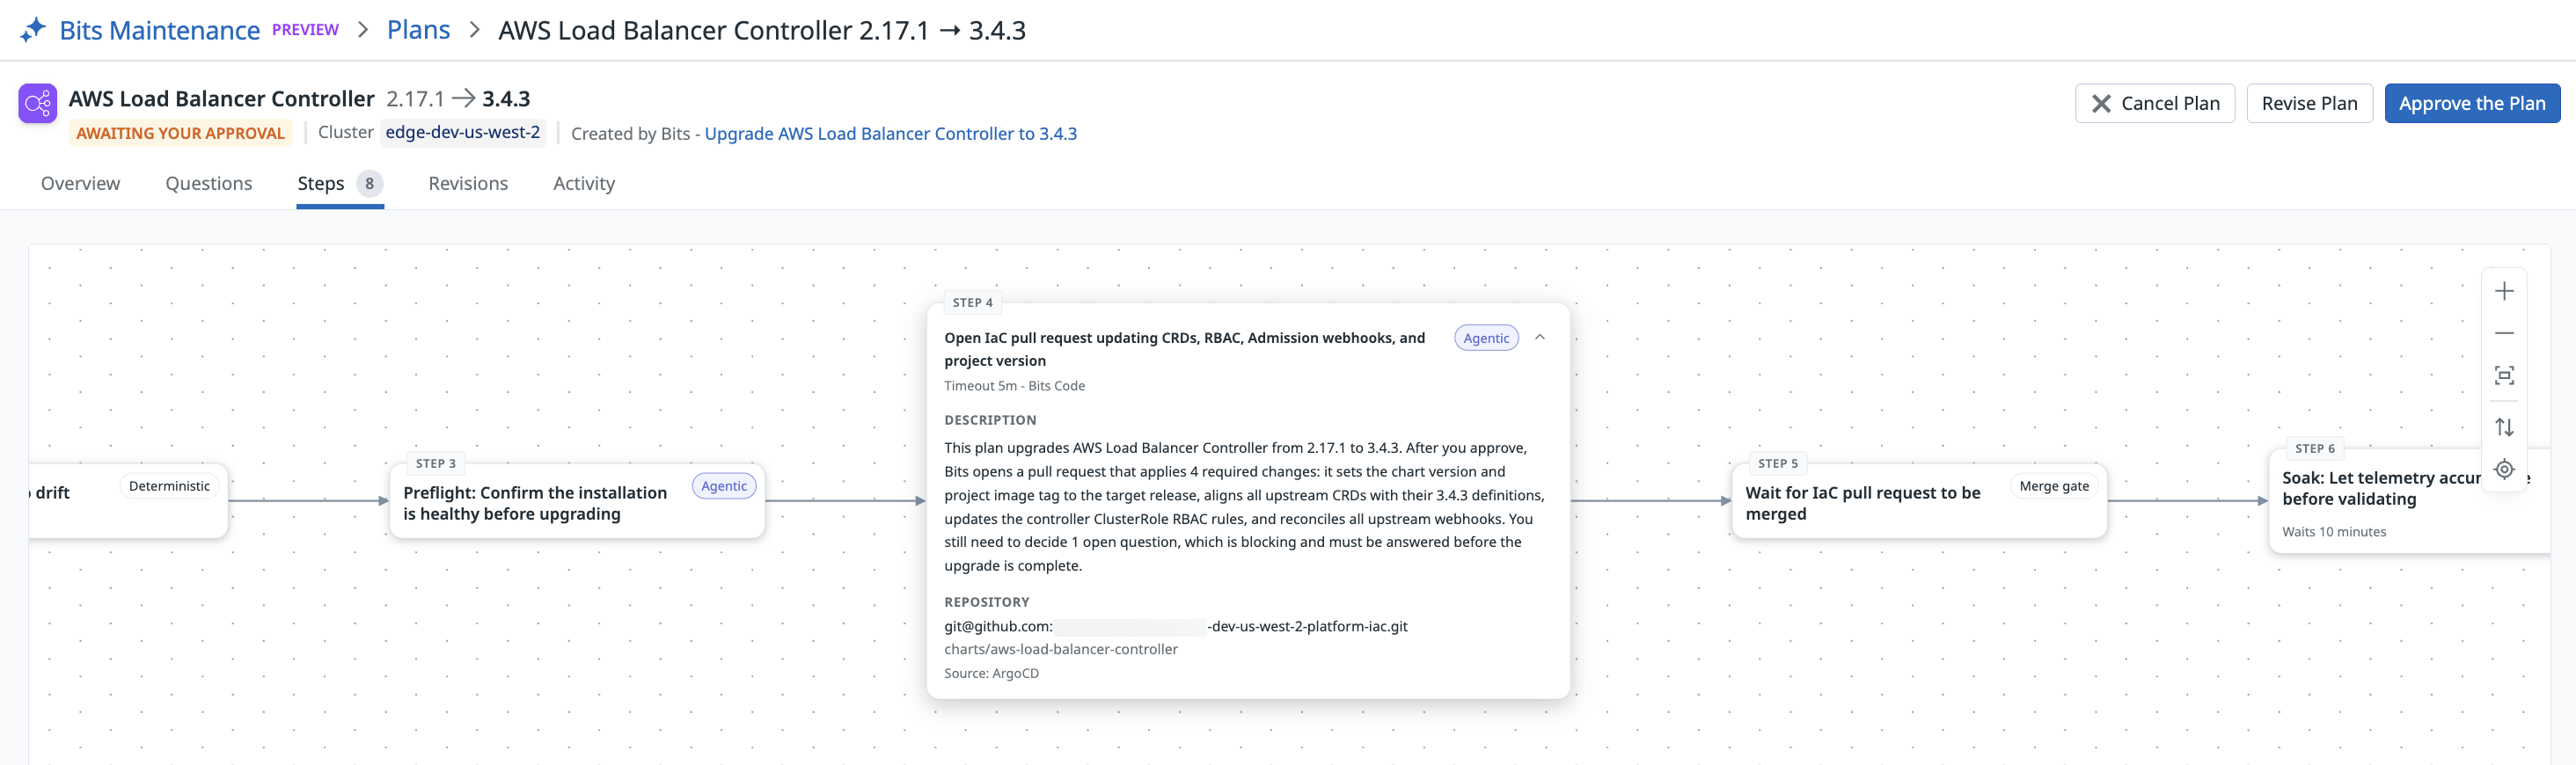 Bits Maintenance PREVIEW > Plans > AWS Load Balancer Controller 2.17.1 → 3.4.3
AWS Load Balancer Controller 2.17.1 → 3.4.3
AWAITING YOUR APPROVAL | Cluster edge-dev-us-west-2 | Created by Bits - Upgrade AWS Load Balancer Controller to 3.4.3
Cancel Plan
Revise Plan
Approve the Plan
Overview Questions Steps 8 Revisions Activity
drift
Deterministic
STEP 3
Preflight: Confirm the installation
is healthy before upgrading
Agentic
STEP 4
Open IaC pull request updating CRDs, RBAC, Admission webhooks, and
project version
Agentic
Timeout 5m - Bits Code
DESCRIPTION
This plan upgrades AWS Load Balancer Controller from 2.17.1 to 3.4.3. After you approve,
Bits opens a pull request that applies 4 required changes: it sets the chart version and
project image tag to the target release, aligns all upstream CRDs with their 3.4.3 definitions,
updates the controller ClusterRole RBAC rules, and reconciles all upstream webhooks. You
still need to decide 1 open question, which is blocking and must be answered before the
upgrade is complete.
REPOSITORY
git@github.com: -dev-us-west-2-platform-iac.git
charts/aws-load-balancer-controller
Source: ArgoCD
STEP 5
Wait for IaC pull request to be
merged
Merge gate
STEP 6
Soak: Let telemetry
before validating
Waits 10 minutes